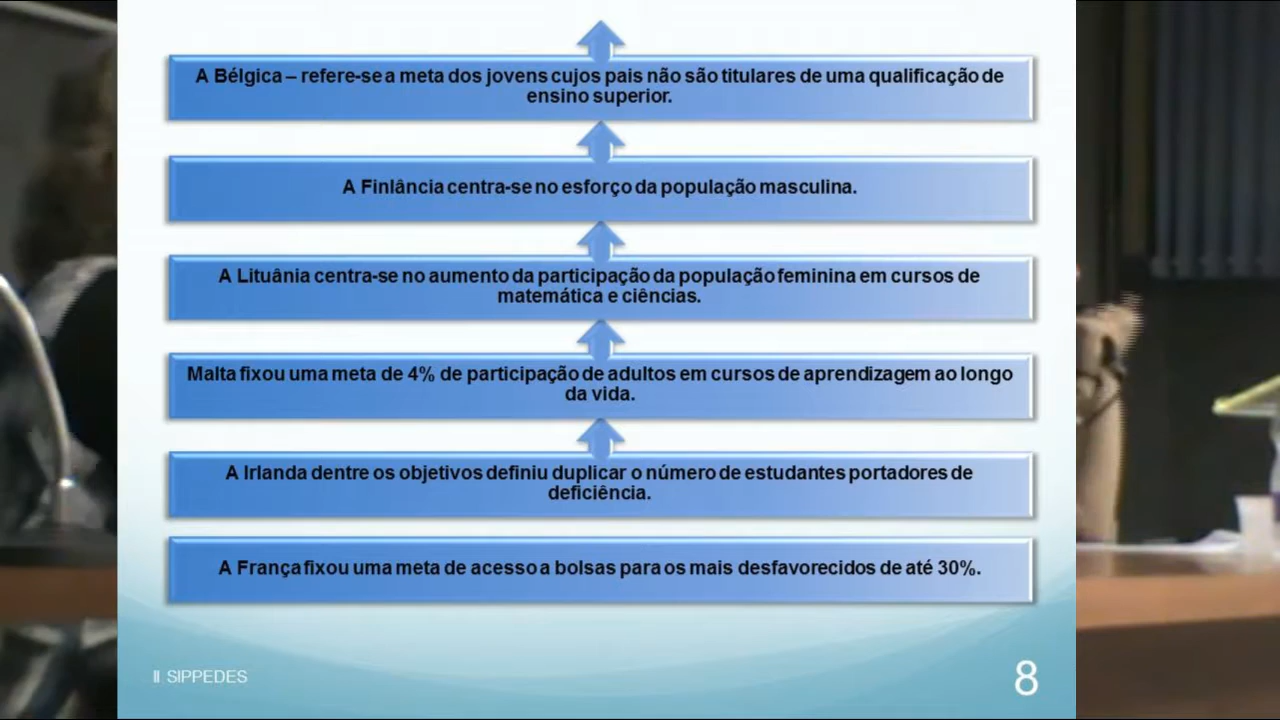 A Bélgica – refere-se a meta dos jovens cujos pais não são titulares de uma qualificação de
ensino superior.
A Finlância centra-se no esforço da população masculina.
A Lituânia centra-se no aumento da participação da população feminina em cursos de
matemática e ciências.
Malta fixou uma meta de 4% de participação de adultos em cursos de aprendizagem ao longo
da vida.
A Irlanda dentre os objetivos definiu duplicar o número de estudantes portadores de
deficiência.
A França fixou uma meta de acesso a bolsas para os mais desfavorecidos de até 30%.
II SIPPEDES
8